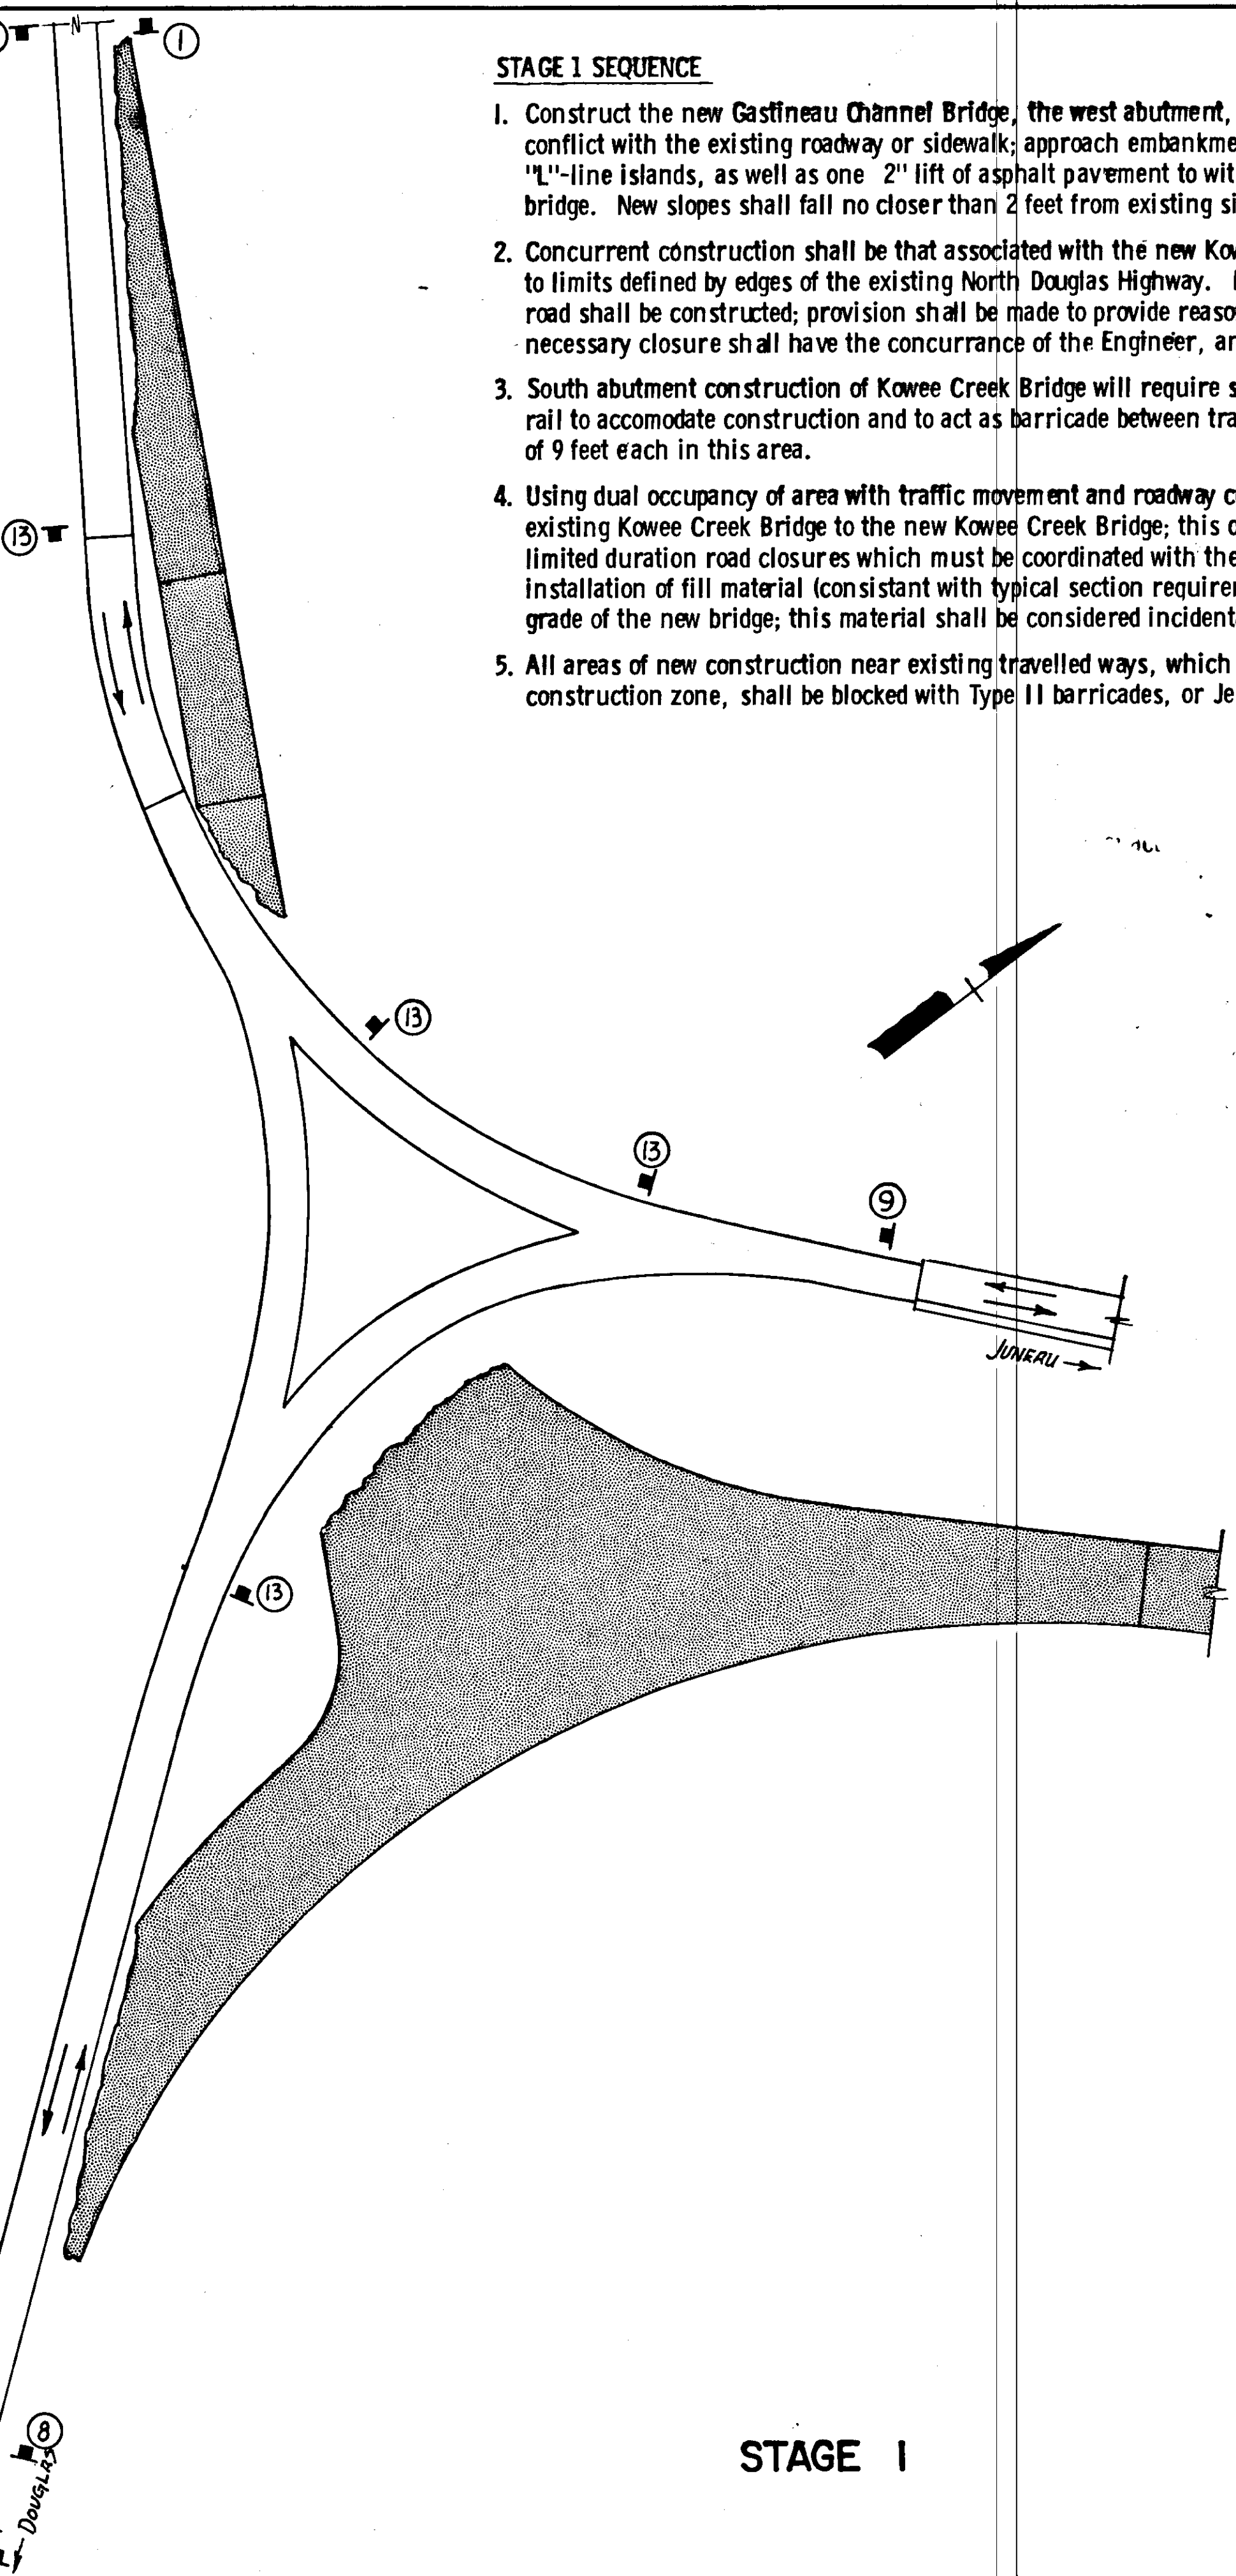 1
STAGE 1 SEQUENCE
1. Construct the new Gastineau Channel Bridge, the west abutment,
conflict with the existing roadway or sidewalk; approach embankme
"L"-line islands, as well as one 2" lift of asphalt pavement to wit
bridge. New slopes shall fall no closer than 2 feet from existing si
2. Concurrent construction shall be that associated with the new Kow
to limits defined by edges of the existing North Douglas Highway.
road shall be constructed; provision shall be made to provide reaso
necessary closure shall have the concurrance of the Engineer, an
3. South abutment construction of Kowee Creek Bridge will require s
rail to accomodate construction and to act as barricade between tra
of 9 feet each in this area.
4. Using dual occupancy of area with traffic movement and roadway c
existing Kowee Creek Bridge to the new Kowee Creek Bridge; this o
limited duration road closures which must be coordinated with the
installation of fill material (consistant with typical section requirem
grade of the new bridge; this material shall be considered incident
5. All areas of new construction near existing travelled ways, which
construction zone, shall be blocked with Type II barricades, or Je
13
13
13
9
JUNEAU
13
8
DOUGLAS
STAGE 1